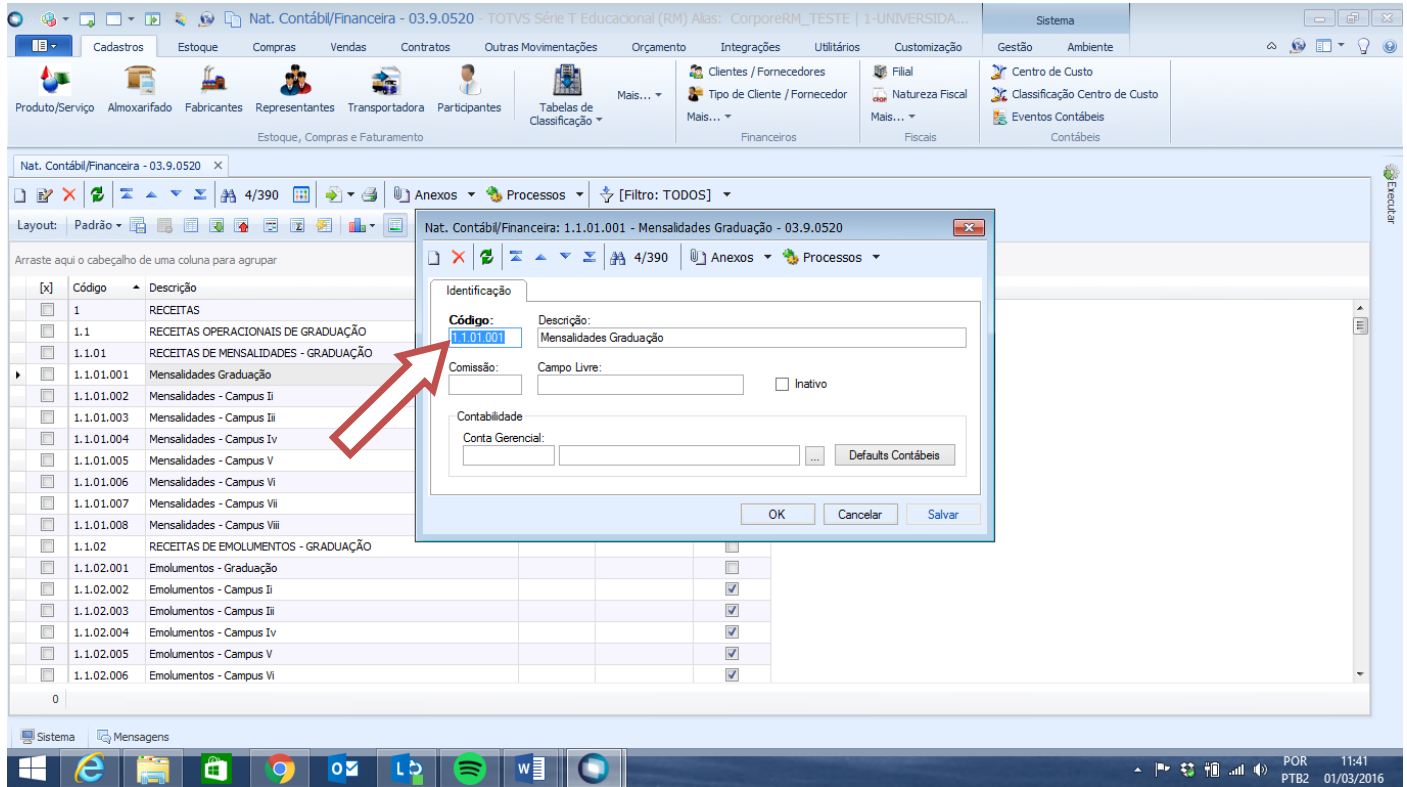 Nat. Contábil/Financeira - 03.9.0520 - TOTVS Série T Educacional (RM) Alias: CorporeRM_TESTE | 1-UNIVERSIDA...
Sistema
Cadastros Estoque Compras Vendas Contratos Outras Movimentações Orçamento Integrações Utilitários Customização Gestão Ambiente
Produto/Serviço Almoxarifado Fabricantes Representantes Transportadora Participantes
Tabelas de Classificação
Mais...
Estoque, Compras e Faturamento
Clientes / Fornecedores
Tipo de Cliente / Fornecedor
Mais...
Financeiros
Filial
Natureza Fiscal
Mais...
Fiscais
Centro de Custo
Classificação Centro de Custo
Eventos Contábeis
Contábeis
Nat. Contábil/Financeira - 03.9.0520
4/390 Anexos Processos [Filtro: TODOS]
Layout: Padrão
Arraste aqui o cabeçalho de uma coluna para agrupar
[x] Código Descrição
1 RECEITAS
1.1 RECEITAS OPERACIONAIS DE GRADUAÇÃO
1.1.01 RECEITAS DE MENSALIDADES - GRADUAÇÃO
1.1.01.001 Mensalidades Graduação
1.1.01.002 Mensalidades - Campus Ii
1.1.01.003 Mensalidades - Campus Iii
1.1.01.004 Mensalidades - Campus Iv
1.1.01.005 Mensalidades - Campus V
1.1.01.006 Mensalidades - Campus Vi
1.1.01.007 Mensalidades - Campus Vii
1.1.01.008 Mensalidades - Campus Viii
1.1.02 RECEITAS DE EMOLUMENTOS - GRADUAÇÃO
1.1.02.001 Emolumentos - Graduação
1.1.02.002 Emolumentos - Campus Ii
1.1.02.003 Emolumentos - Campus Iii
1.1.02.004 Emolumentos - Campus Iv
1.1.02.005 Emolumentos - Campus V
1.1.02.006 Emolumentos - Campus Vi
0
Nat. Contábil/Financeira: 1.1.01.001 - Mensalidades Graduação - 03.9.0520
4/390 Anexos Processos
Identificação
Código: Descrição:
1.1.01.001 Mensalidades Graduação
Comissão: Campo Livre:
Inativo
Contabilidade
Conta Gerencial:
... Defaults Contábeis
OK Cancelar Salvar
Executar
Sistema Mensagens
POR 11:41
PTB2 01/03/2016